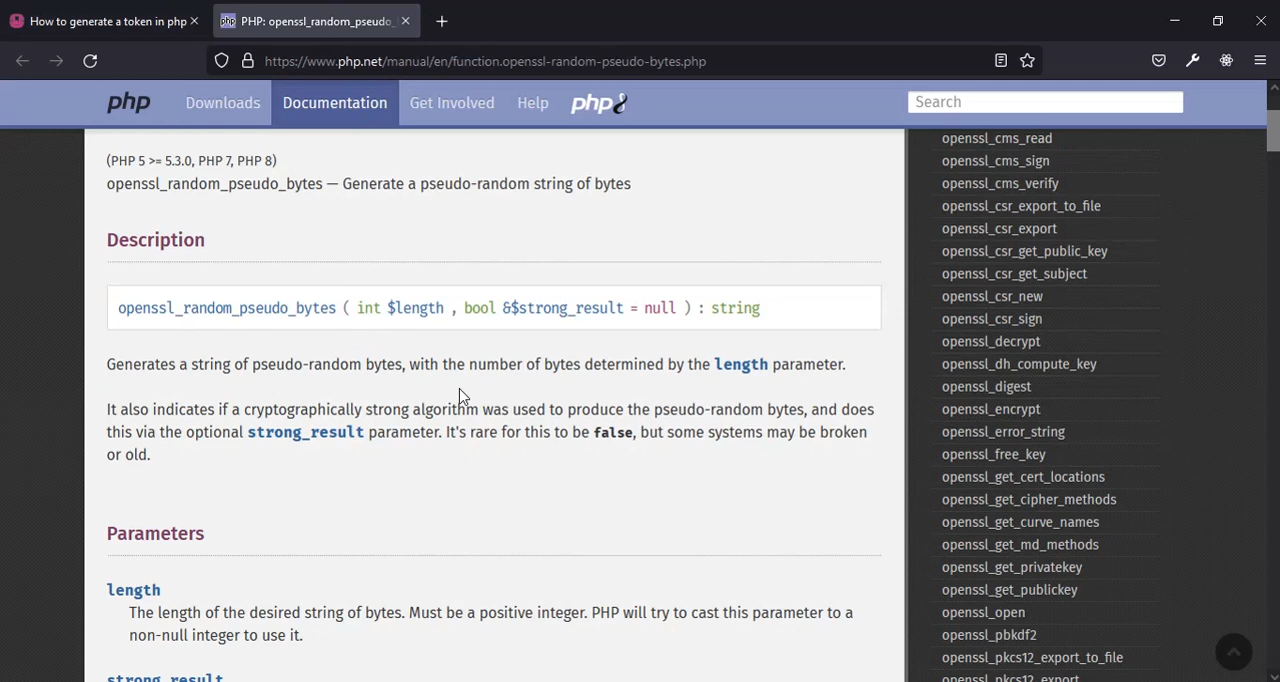 How to generate a token in php
PHP: openssl_random_pseudo_
https://www.php.net/manual/en/function.openssl-random-pseudo-bytes.php
php
Downloads
Documentation
Get Involved
Help
php8
Search
(PHP 5 >= 5.3.0, PHP 7, PHP 8)
openssl_random_pseudo_bytes — Generate a pseudo-random string of bytes
Description
openssl_random_pseudo_bytes ( int $length , bool &$strong_result = null ) : string
Generates a string of pseudo-random bytes, with the number of bytes determined by the length parameter.
It also indicates if a cryptographically strong algorithm was used to produce the pseudo-random bytes, and does
this via the optional strong_result parameter. It's rare for this to be false, but some systems may be broken
or old.
Parameters
length
The length of the desired string of bytes. Must be a positive integer. PHP will try to cast this parameter to a
non-null integer to use it.
strong_result
openssl_cms_read
openssl_cms_sign
openssl_cms_verify
openssl_csr_export_to_file
openssl_csr_export
openssl_csr_get_public_key
openssl_csr_get_subject
openssl_csr_new
openssl_csr_sign
openssl_decrypt
openssl_dh_compute_key
openssl_digest
openssl_encrypt
openssl_error_string
openssl_free_key
openssl_get_cert_locations
openssl_get_cipher_methods
openssl_get_curve_names
openssl_get_md_methods
openssl_get_privatekey
openssl_get_publickey
openssl_open
openssl_pbkdf2
openssl_pkcs12_export_to_file
openssl_pkcs12_export